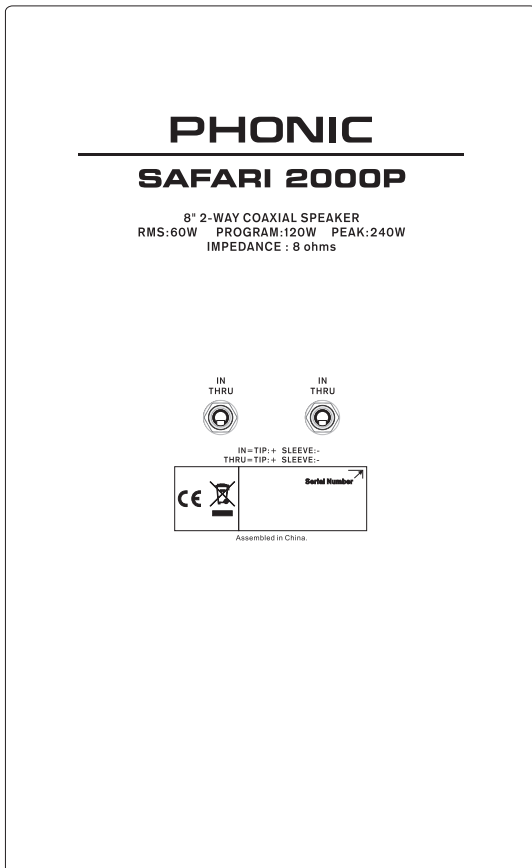 PHONIC
SAFARI 2000P
8" 2-WAY COAXIAL SPEAKER
RMS:60W PROGRAM:120W PEAK:240W
IMPEDANCE : 8 ohms
IN IN
THRU THRU
IN=TIP:+ SLEEVE:-
THRU=TIP:+ SLEEVE:-
Serial Number
CE
Assembled in China.